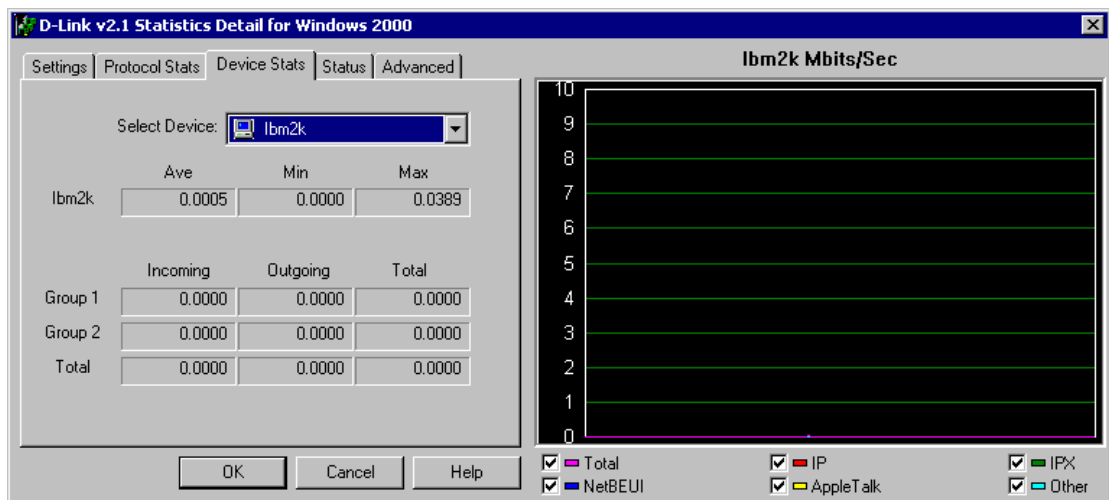 D-Link v2.1 Statistics Detail for Windows 2000
Settings Protocol Stats Device Stats Status Advanced
Select Device: Ibm2k
Ave Min Max
Ibm2k 0.0005 0.0000 0.0389
Incoming Outgoing Total
Group 1 0.0000 0.0000 0.0000
Group 2 0.0000 0.0000 0.0000
Total 0.0000 0.0000 0.0000
OK Cancel Help
Ibm2k Mbits/Sec
10
9
8
7
6
5
4
3
2
1
0
Total IP IPX
NetBEUI AppleTalk Other